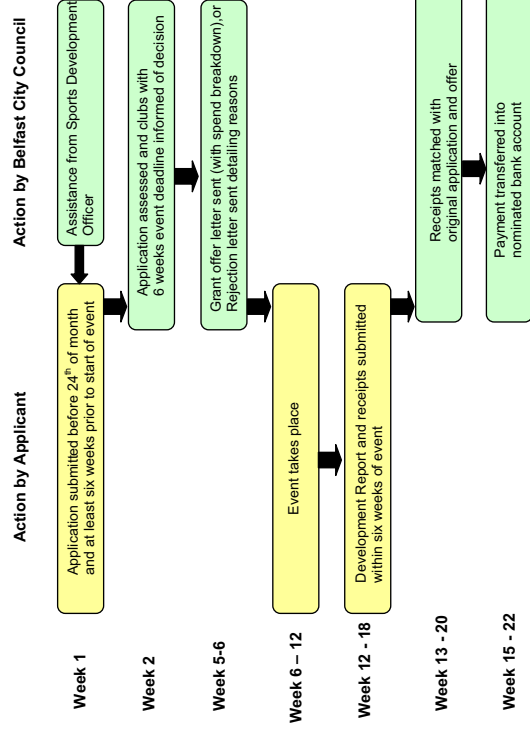 Action by Applicant
Action by Belfast City Council
Week 1
Application submitted before 24th of month
and at least six weeks prior to start of event
Assistance from Sports Development
Officer
Week 2
Application assessed and clubs with
6 weeks event deadline informed of decision
Week 5-6
Grant offer letter sent (with spend breakdown),or
Rejection letter sent detailing reasons
Week 6 – 12
Event takes place
Week 12 - 18
Development Report and receipts submitted
within six weeks of event
Week 13 - 20
Receipts matched with
original application and offer
Week 15 - 22
Payment transferred into
nominated bank account